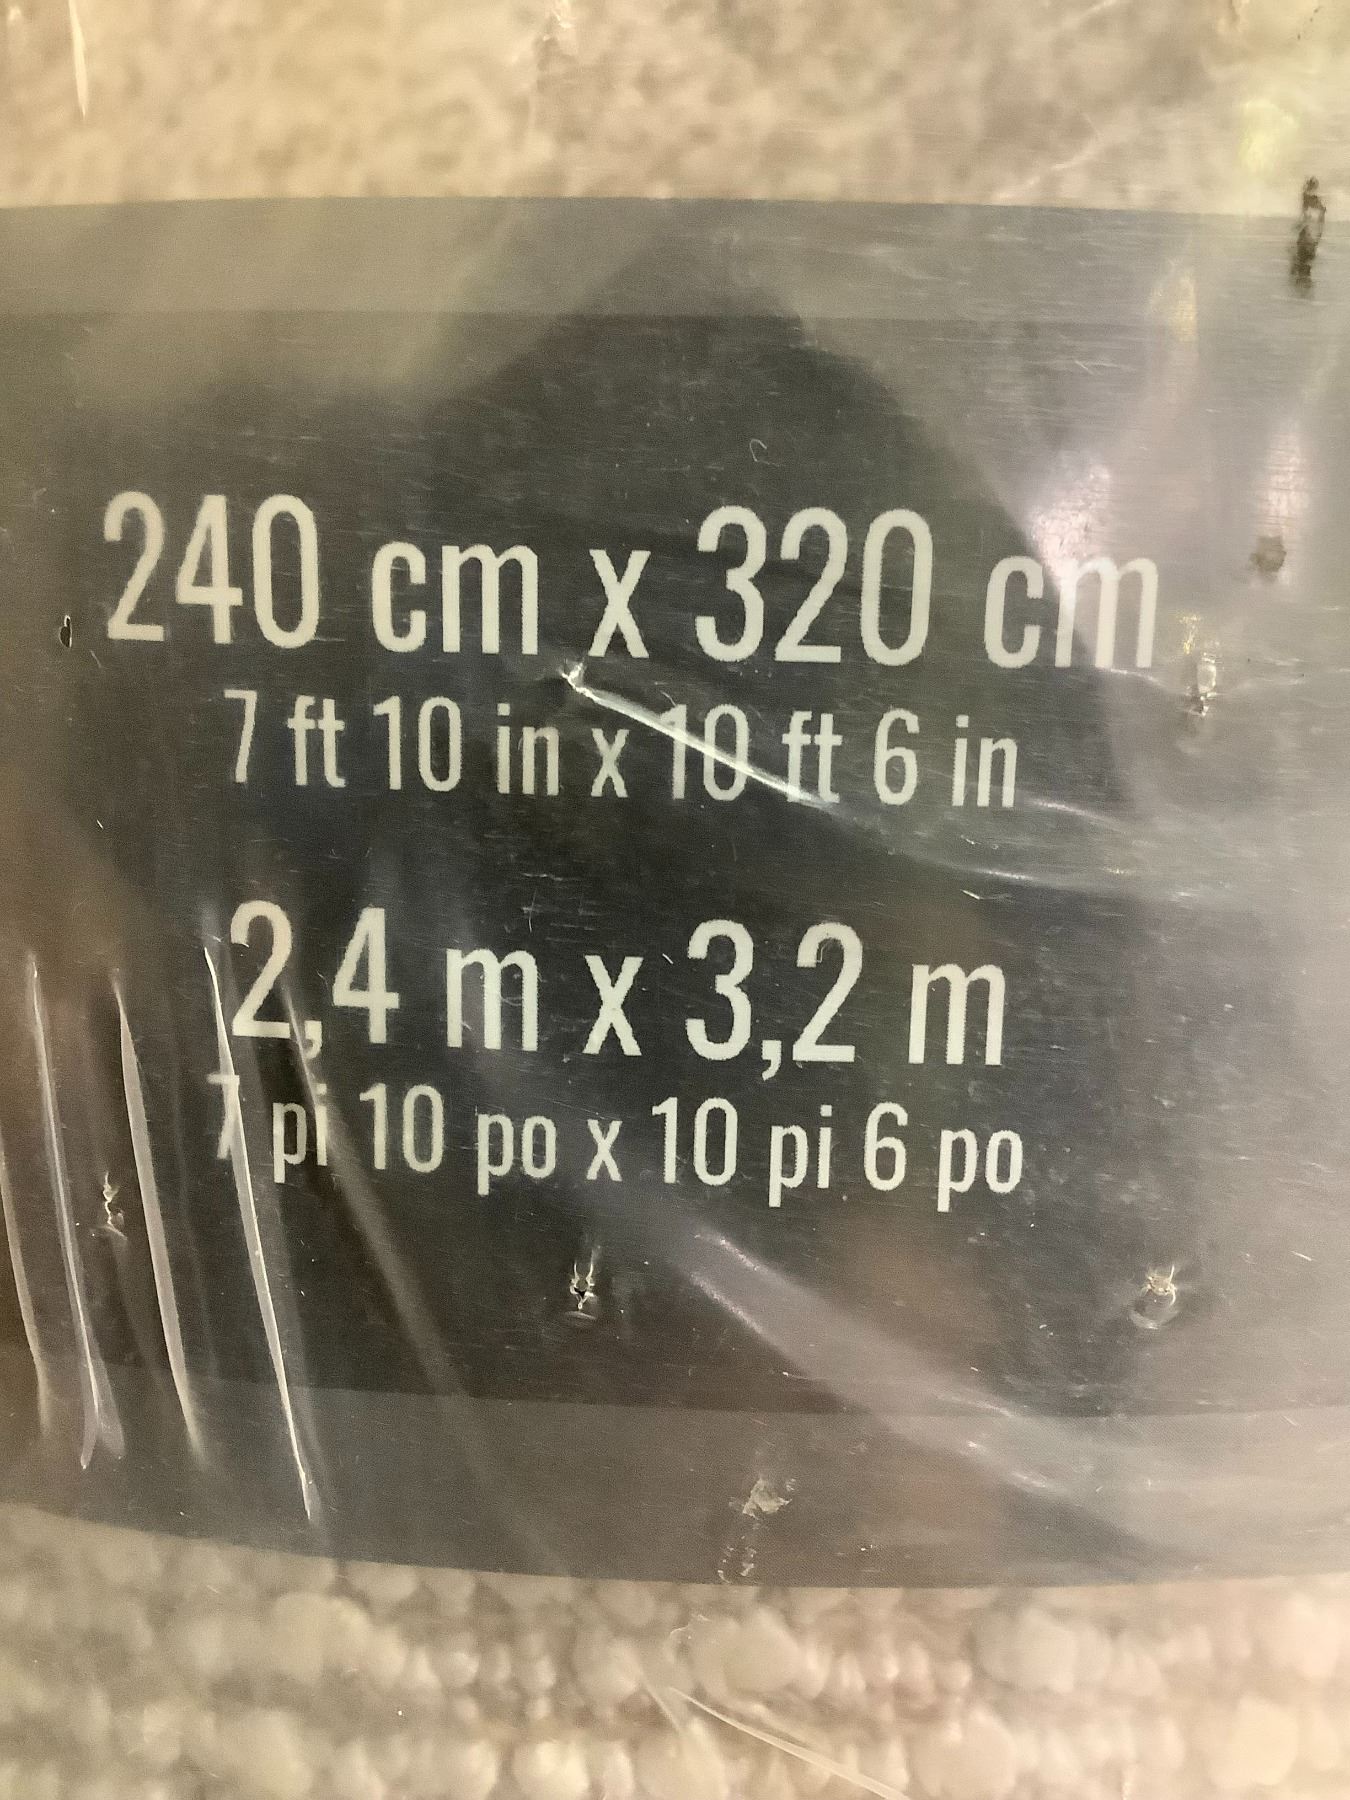 240 cm x 320 cm
7 ft 10 in x 10 ft 6 in
2,4 m x 3,2 m
7 pi 10 po x 10 pi 6 po